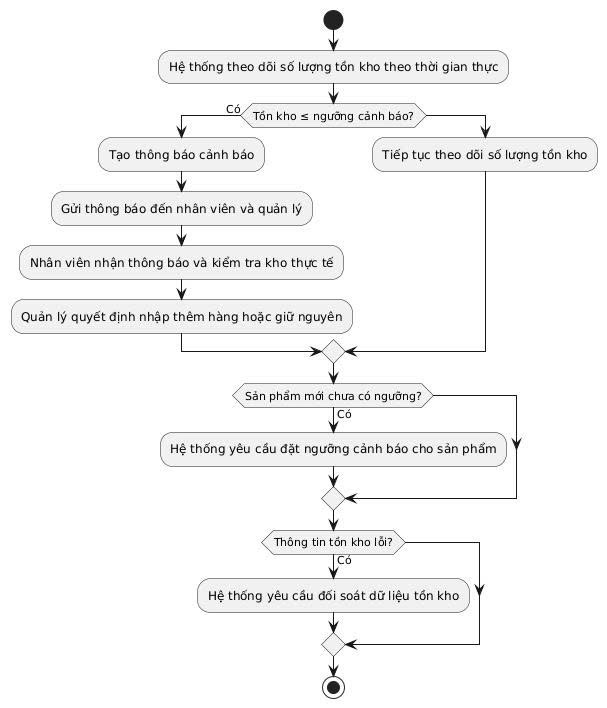 Hệ thống theo dõi số lượng tồn kho theo thời gian thực
Có
Tồn kho ≤ ngưỡng cảnh báo?
Tạo thông báo cảnh báo
Tiếp tục theo dõi số lượng tồn kho
Gửi thông báo đến nhân viên và quản lý
Nhân viên nhận thông báo và kiểm tra kho thực tế
Quản lý quyết định nhập thêm hàng hoặc giữ nguyên
Sản phẩm mới chưa có ngưỡng?
Có
Hệ thống yêu cầu đặt ngưỡng cảnh báo cho sản phẩm
Thông tin tồn kho lỗi?
Có
Hệ thống yêu cầu đối soát dữ liệu tồn kho